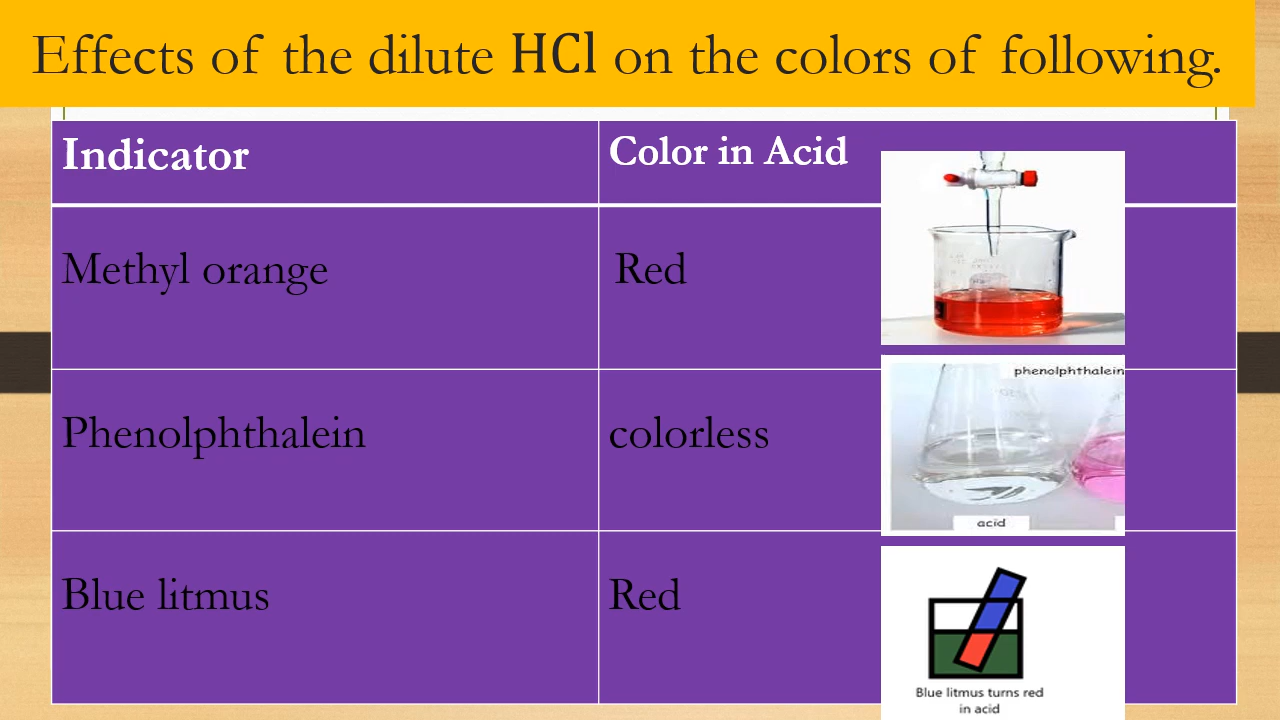 Effects of the dilute HCl on the colors of following.
Indicator
Color in Acid
Methyl orange
Red
Phenolphthalein
colorless
phenolphthalein
acid
Blue litmus
Red
Blue litmus turns red
in acid